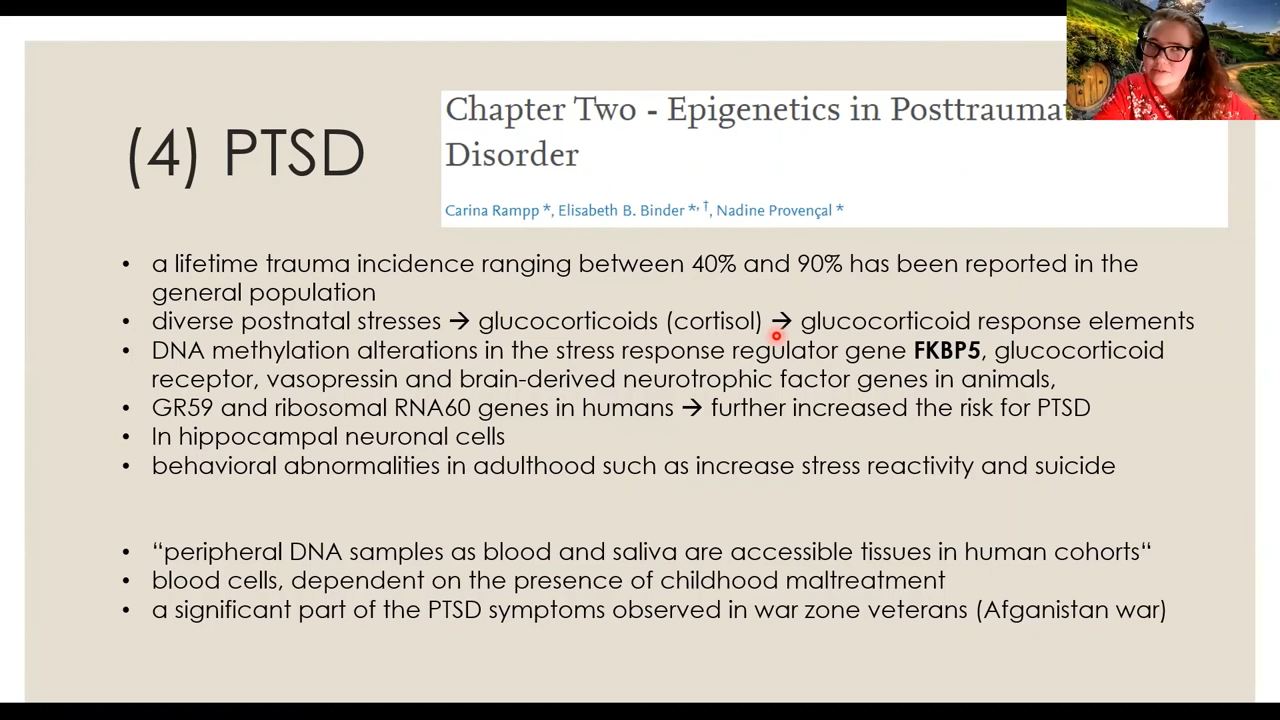 (4) PTSD
Chapter Two - Epigenetics in Posttrauma
Disorder
Carina Rampp *, Elisabeth B. Binder *, †, Nadine Provençal *
• a lifetime trauma incidence ranging between 40% and 90% has been reported in the
general population
• diverse postnatal stresses → glucocorticoids (cortisol) → glucocorticoid response elements
• DNA methylation alterations in the stress response regulator gene FKBP5, glucocorticoid
receptor, vasopressin and brain-derived neurotrophic factor genes in animals,
• GR59 and ribosomal RNA60 genes in humans → further increased the risk for PTSD
• In hippocampal neuronal cells
• behavioral abnormalities in adulthood such as increase stress reactivity and suicide
• “peripheral DNA samples as blood and saliva are accessible tissues in human cohorts“
• blood cells, dependent on the presence of childhood maltreatment
• a significant part of the PTSD symptoms observed in war zone veterans (Afganistan war)